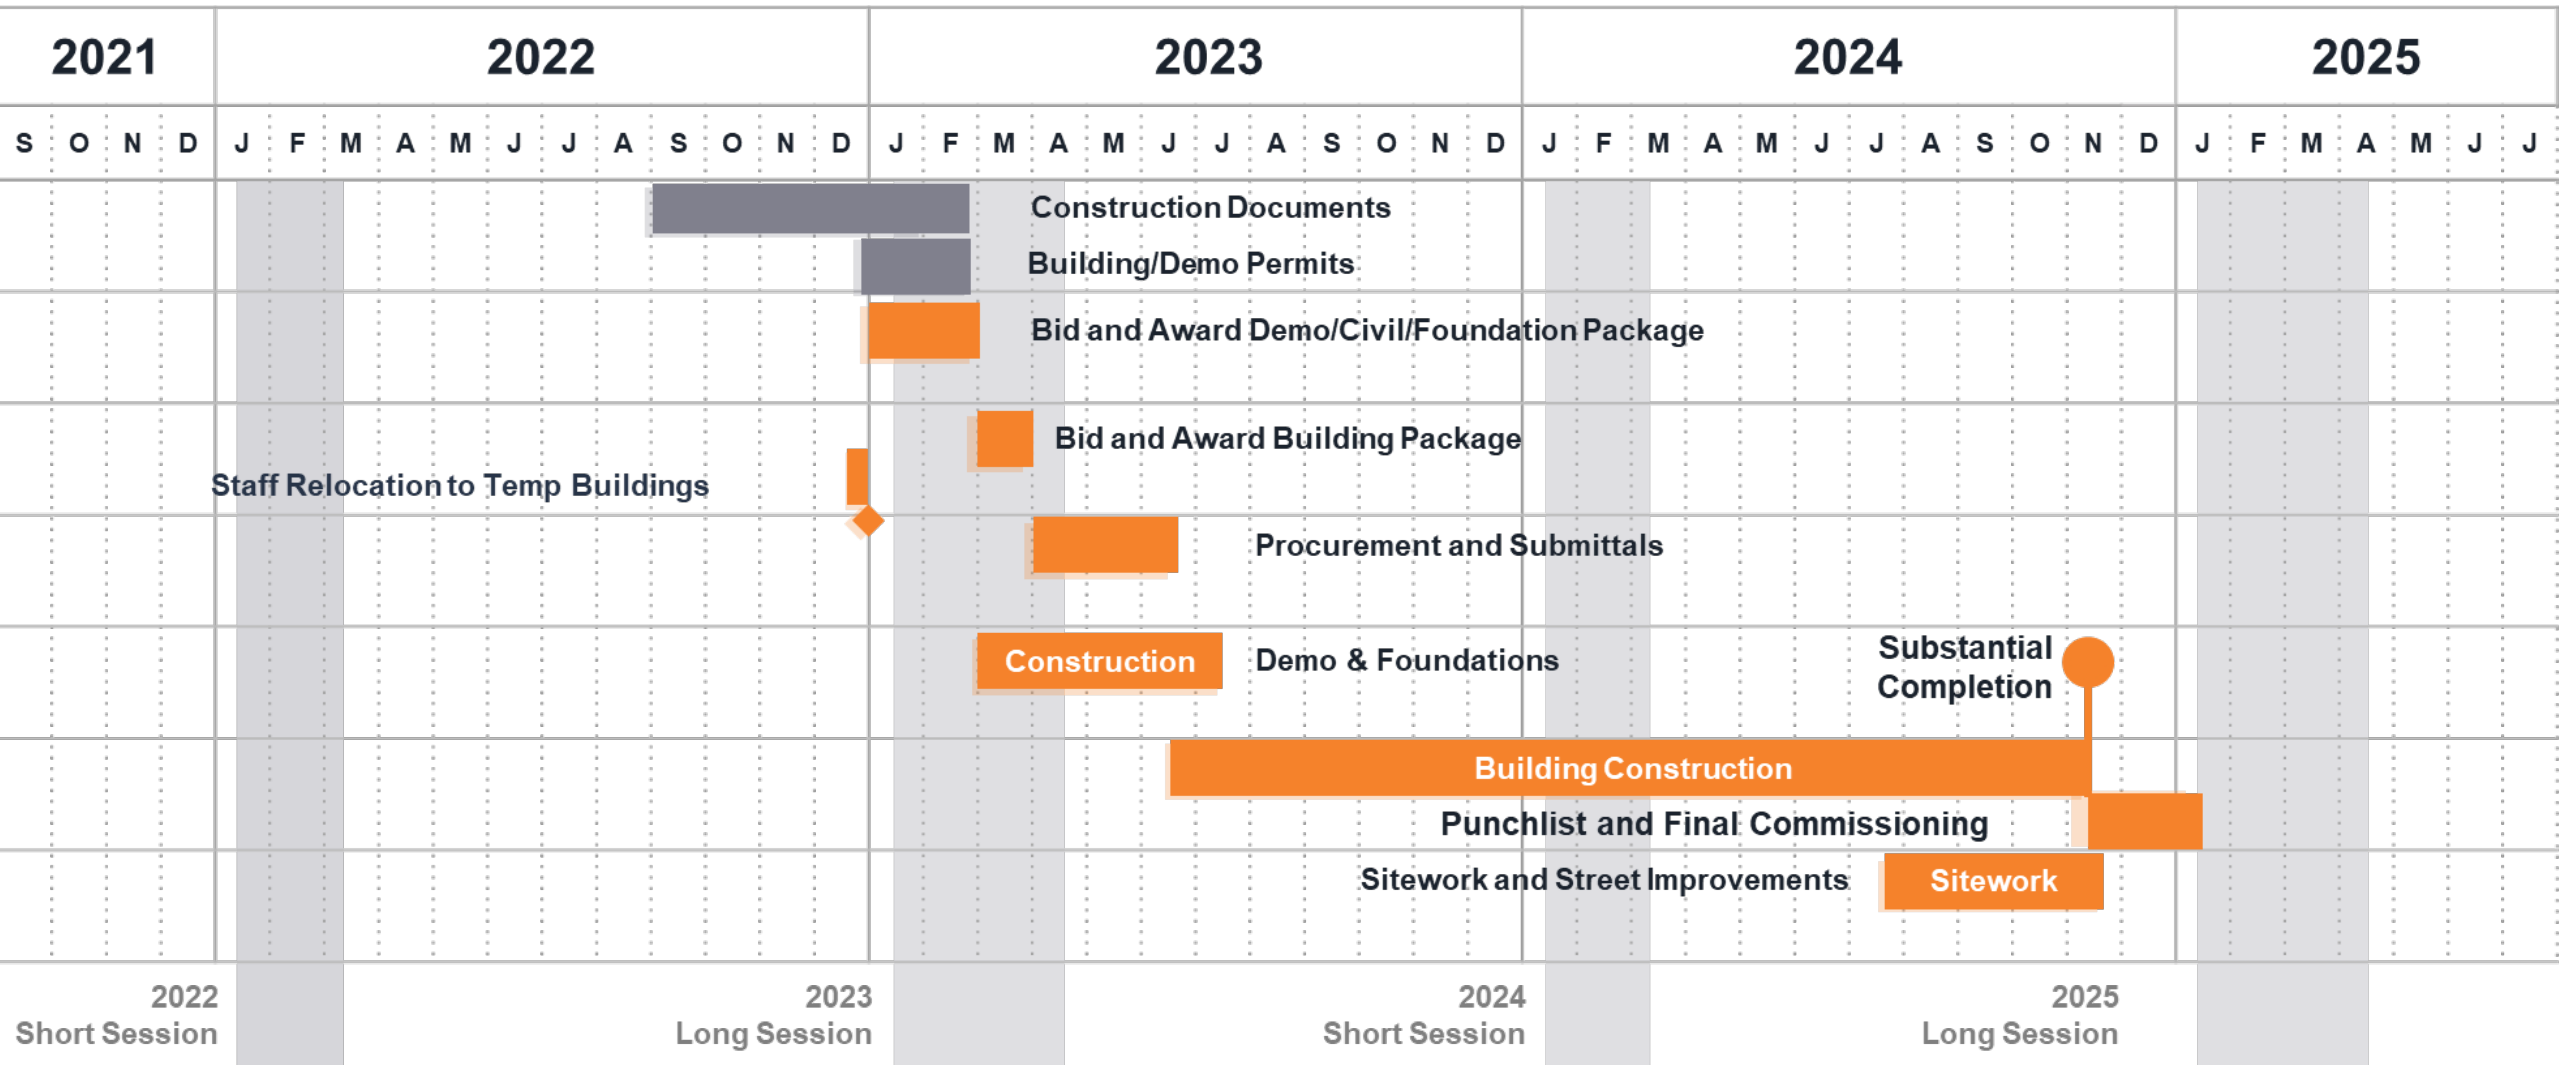 2021 2022 2023 2024 2025
S O N D J F M A M J J A S O N D J F M A M J J A S O N D J F M A M J J A S O N D J F M A M J J
Construction Documents
Building/Demo Permits
Bid and Award Demo/Civil/Foundation Package
Bid and Award Building Package
Staff Relocation to Temp Buildings
Procurement and Submittals
Construction Demo & Foundations
Substantial
Completion
Building Construction
Punchlist and Final Commissioning
Sitework and Street Improvements Sitework
2022 2023 2024 2025
Short Session Long Session Short Session Long Session